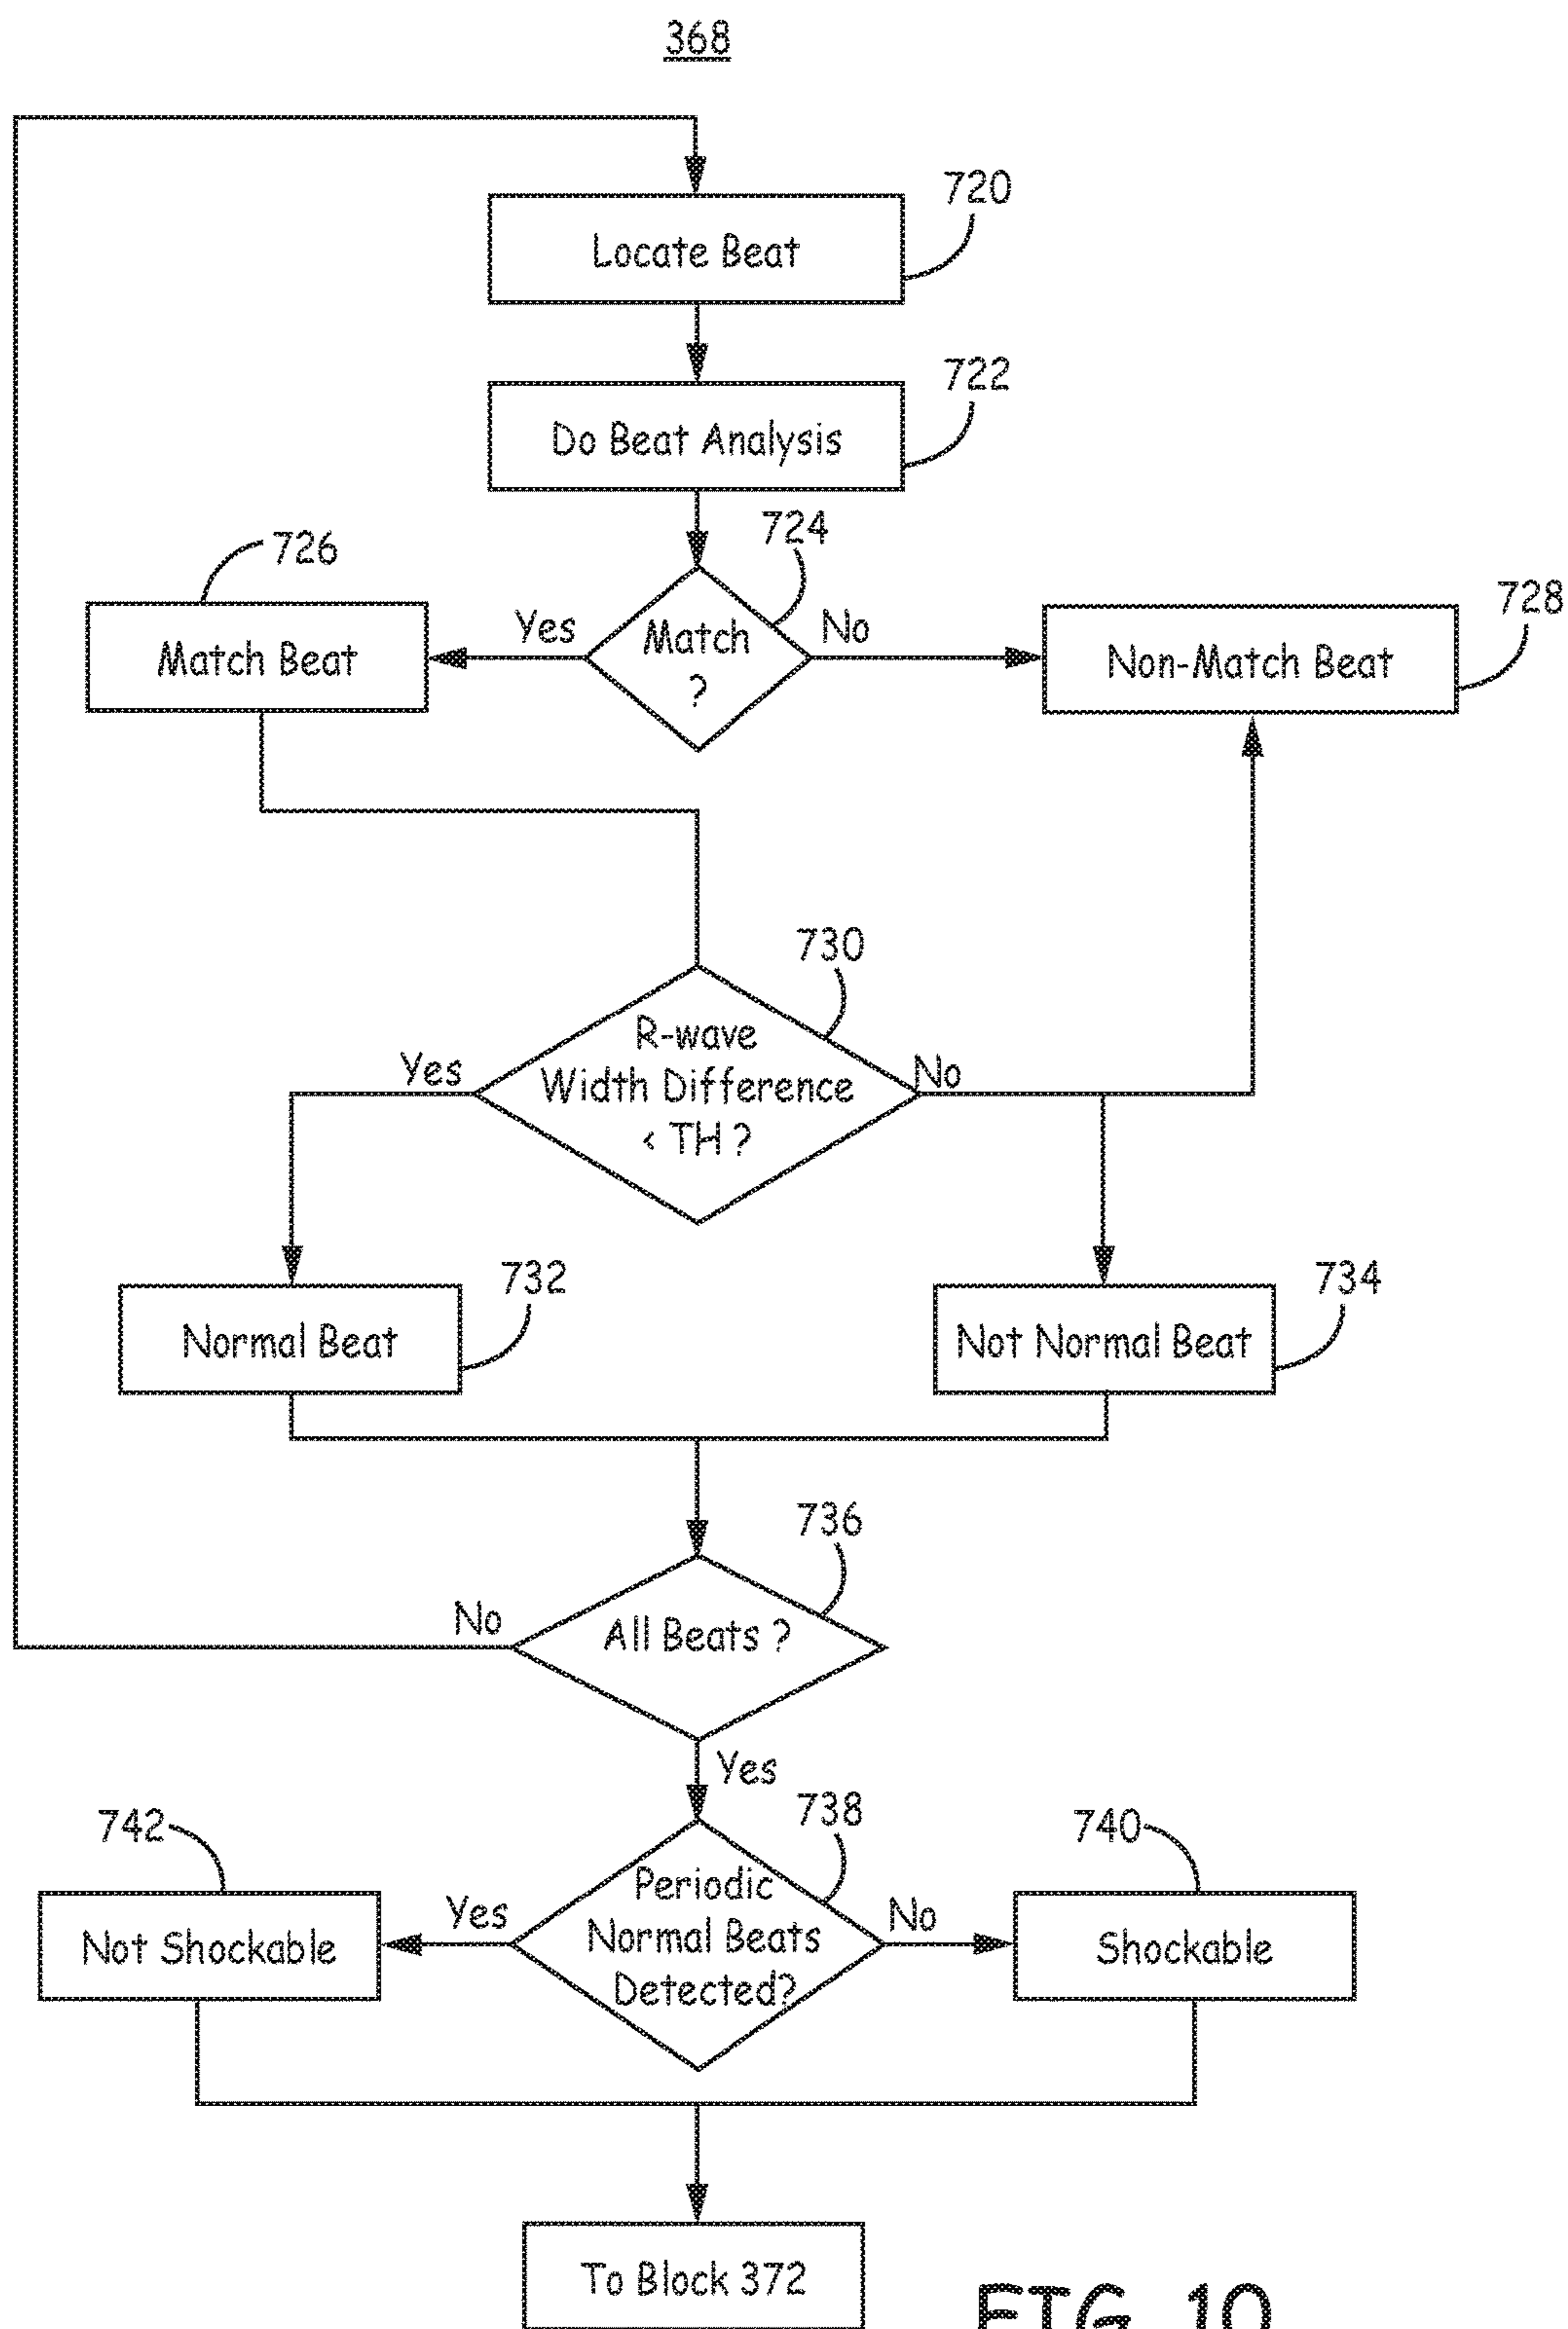 368
720
Locate Beat
722
Do Beat Analysis
724
726
728
Yes
Match
?
No
Match Beat
Non-Match Beat
730
R-wave
Width Difference
< TH ?
Yes
No
732
734
Normal Beat
Not Normal Beat
736
All Beats ?
No
Yes
738
742
740
Periodic
Normal Beats
Detected?
Yes
No
Not Shockable
Shockable
To Block 372
FIG. 10